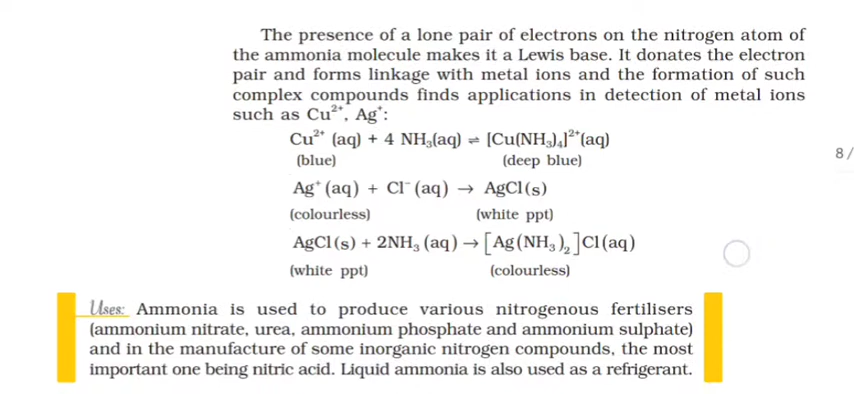 The presence of a lone pair of electrons on the nitrogen atom of
the ammonia molecule makes it a Lewis base. It donates the electron
pair and forms linkage with metal ions and the formation of such
complex compounds finds applications in detection of metal ions
such as Cu²⁺, Ag⁺:
Cu²⁺ (aq) + 4 NH₃(aq) ⇌ [Cu(NH₃)₄]²⁺(aq)
(blue) (deep blue)
8/
Ag⁺ (aq) + Cl⁻ (aq) → AgCl(s)
(colourless) (white ppt)
AgCl(s) + 2NH₃ (aq) → [Ag(NH₃)₂]Cl(aq)
(white ppt) (colourless)
Uses: Ammonia is used to produce various nitrogenous fertilisers
(ammonium nitrate, urea, ammonium phosphate and ammonium sulphate)
and in the manufacture of some inorganic nitrogen compounds, the most
important one being nitric acid. Liquid ammonia is also used as a refrigerant.